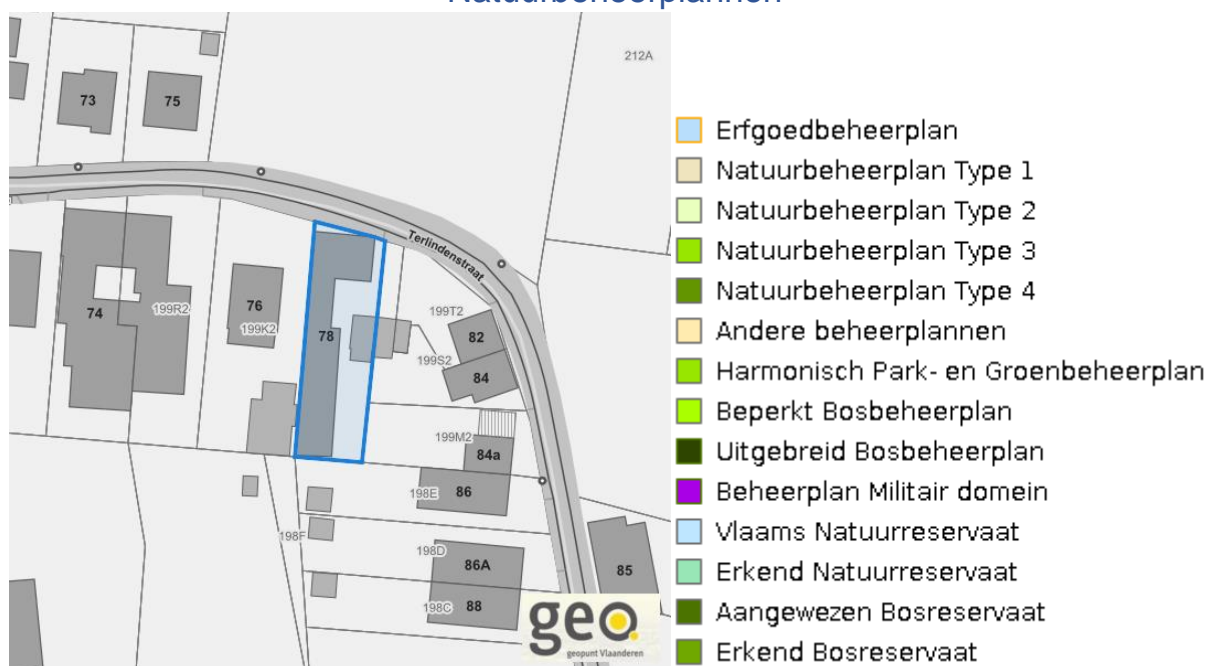 Natuurbeheerplannen
212A
73
75
Terlindenstraat
74
199R2
76
199K2
78
199T2
82
199S2
84
199M2
84a
198E
86
198F
198D
86A
85
198C
88
geo
geopunt Vlaanderen
Erfgoedbeheerplan
Natuurbeheerplan Type 1
Natuurbeheerplan Type 2
Natuurbeheerplan Type 3
Natuurbeheerplan Type 4
Andere beheerplannen
Harmonisch Park- en Groenbeheerplan
Beperkt Bosbeheerplan
Uitgebreid Bosbeheerplan
Beheerplan Militair domein
Vlaams Natuurreservaat
Erkend Natuurreservaat
Aangewezen Bosreservaat
Erkend Bosreservaat